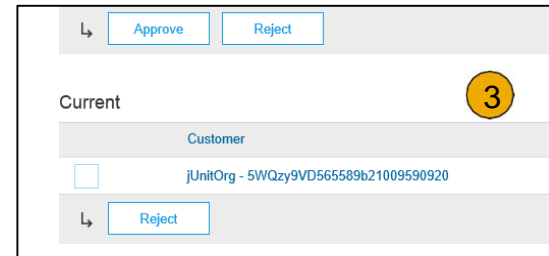 Approve Reject
Current
3
Customer
jUnitOrg - 5WQzy9VD565589b21009590920
Reject